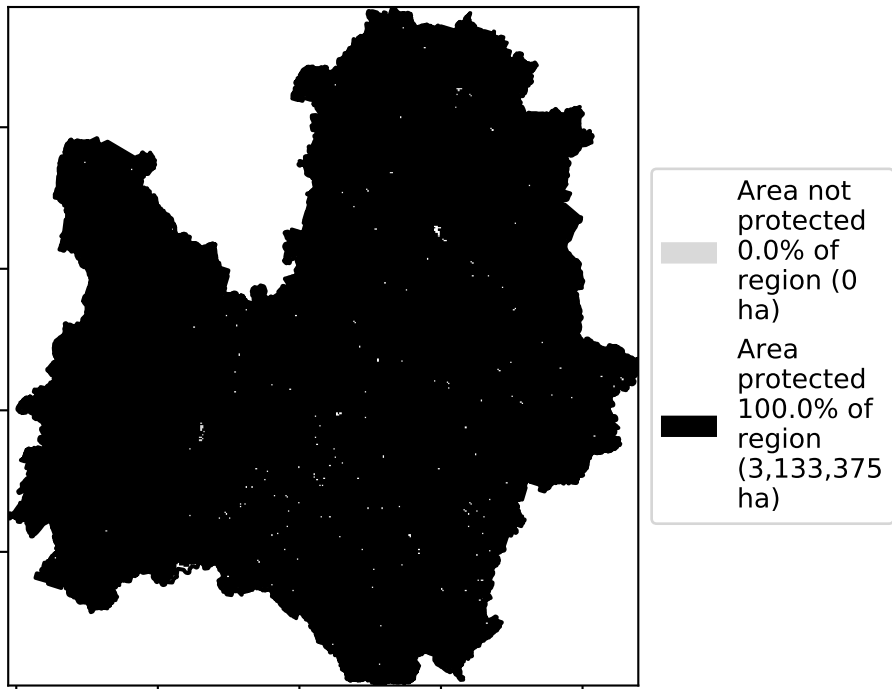 Area not
protected
0.0% of
region (0
ha)
Area
protected
100.0% of
region
(3,133,375
ha)